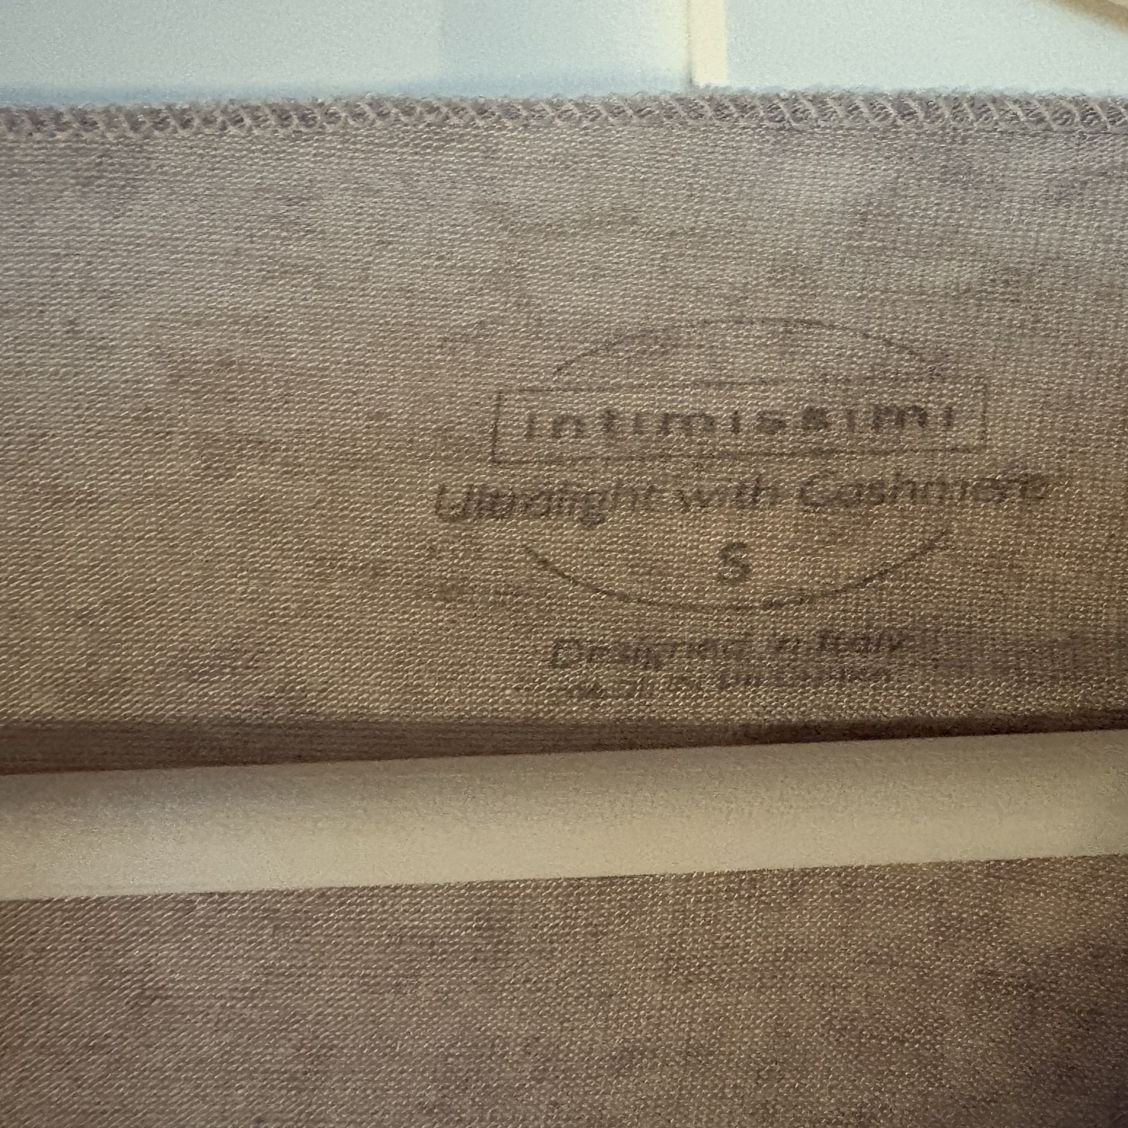 intimissimi
Ultralight with Cashmere
S
Designed in Italy